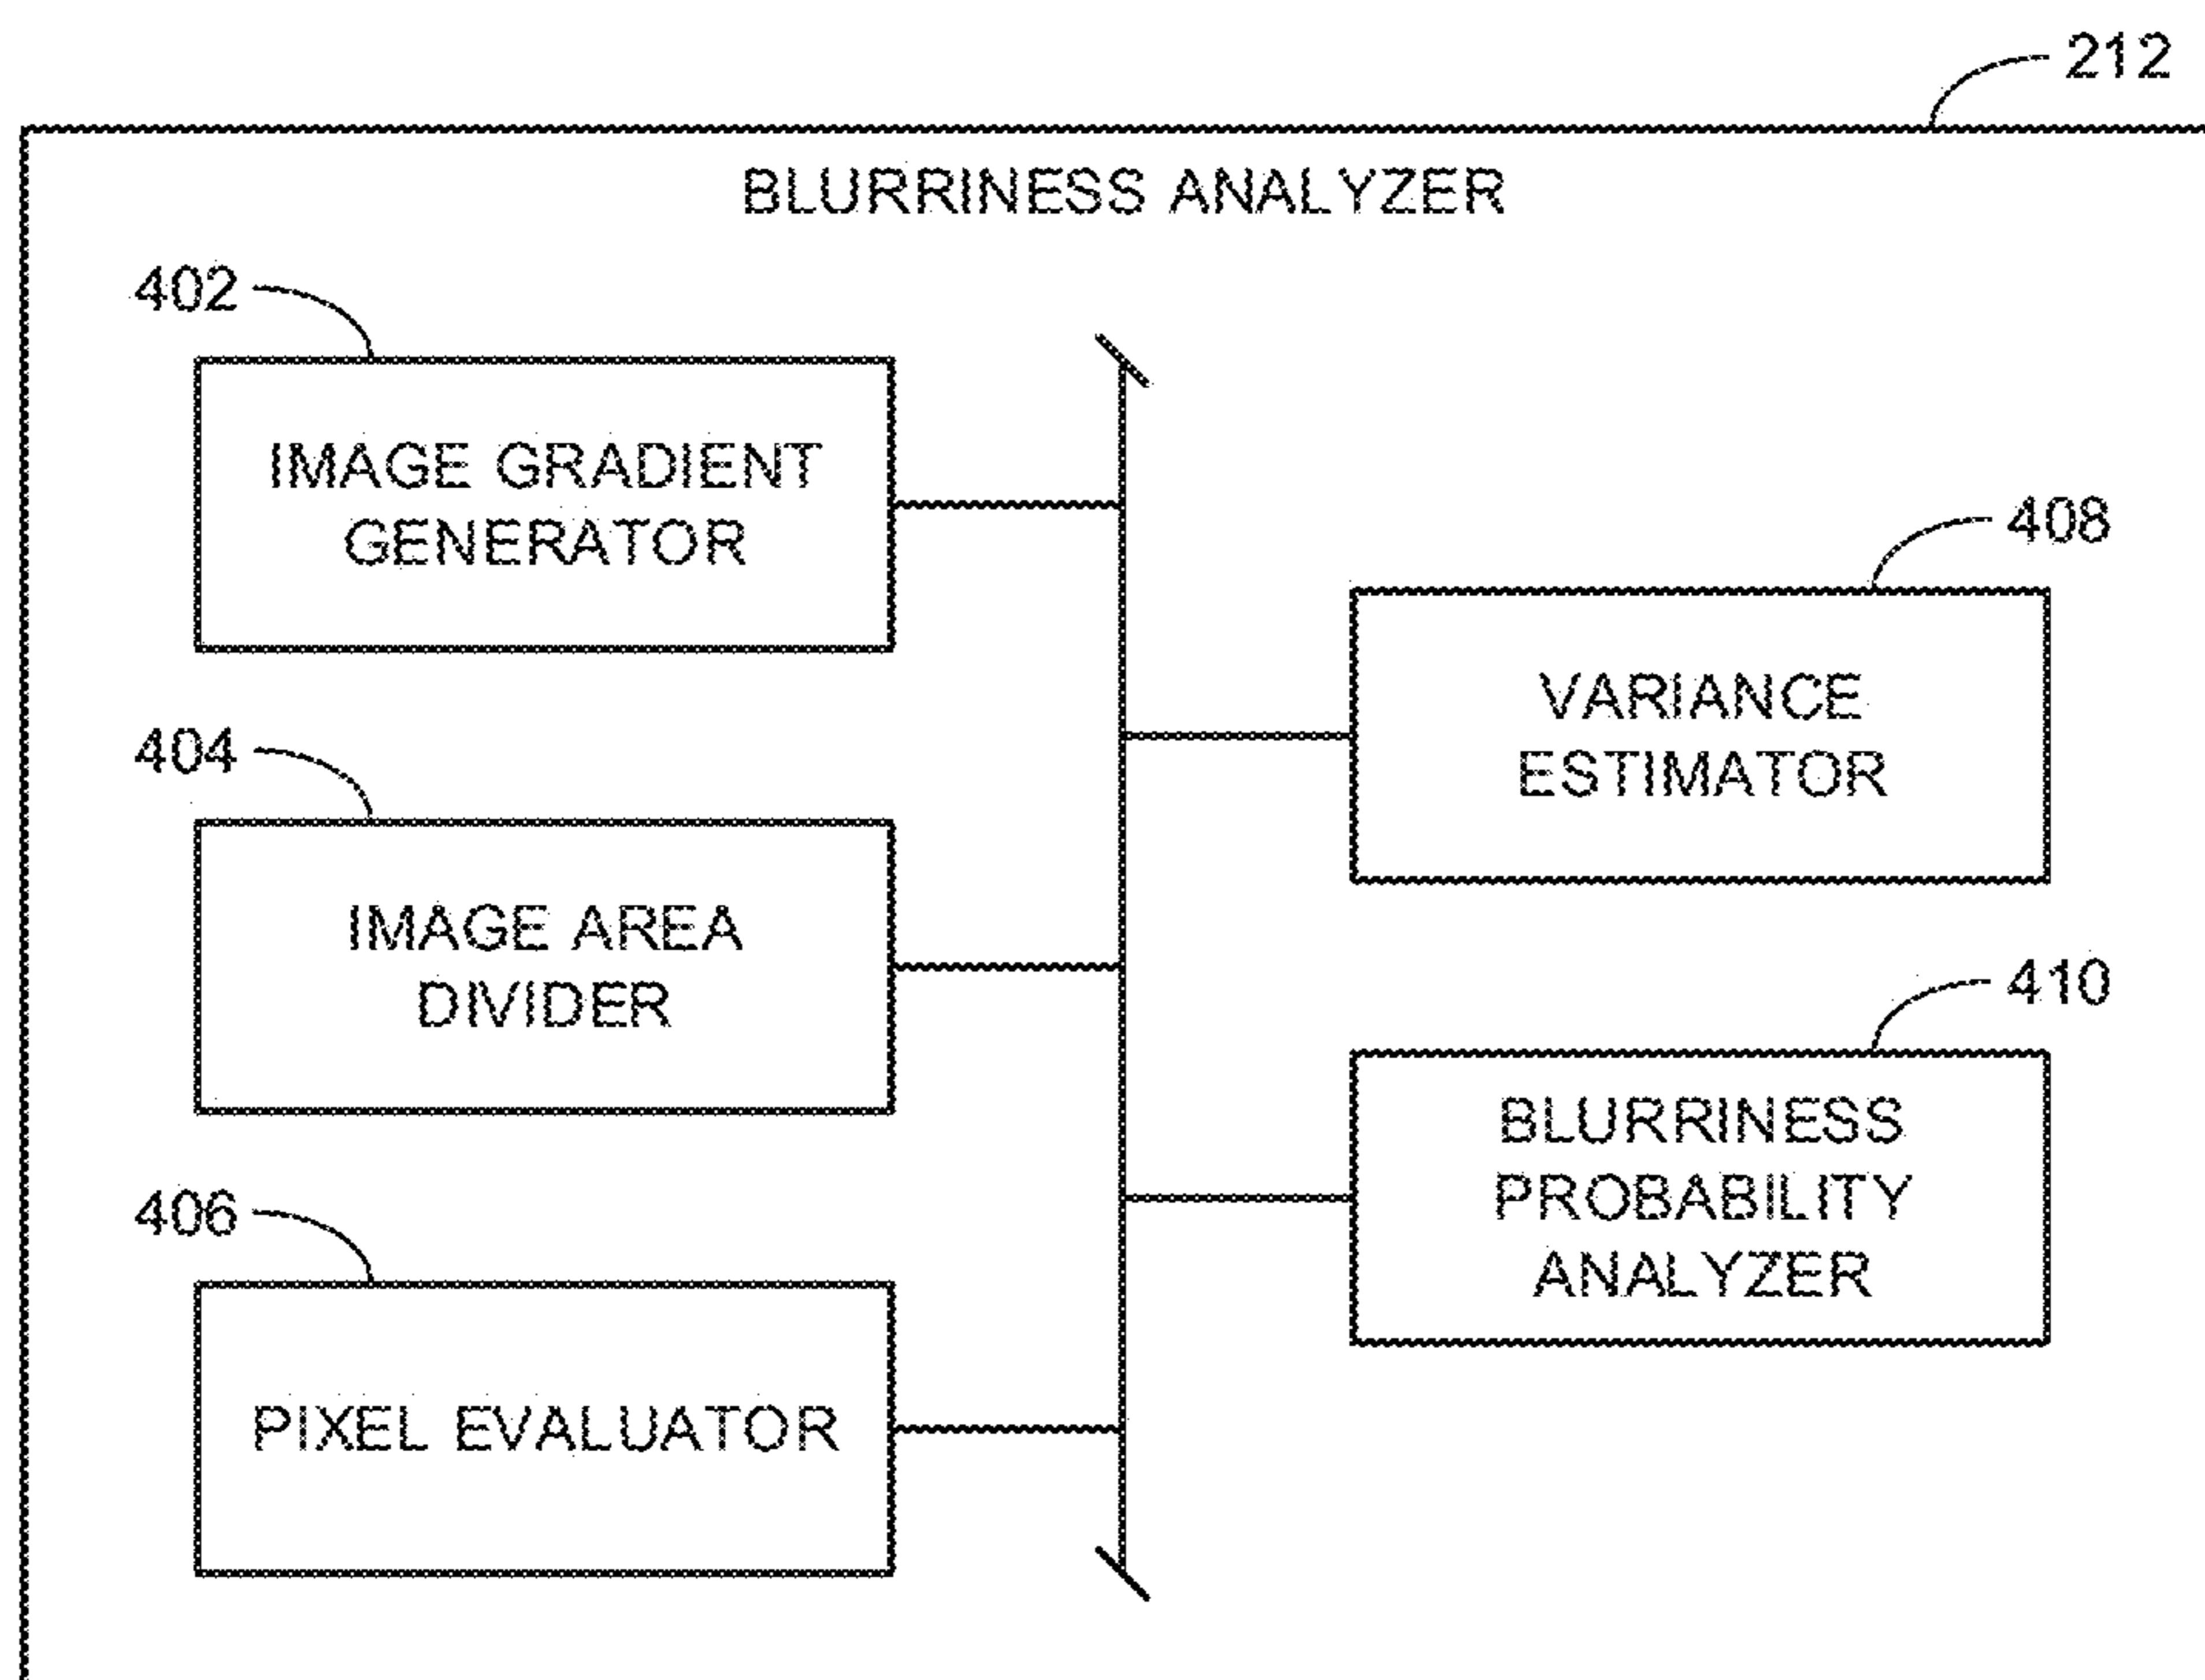 212
BLURRINESS ANALYZER
402
IMAGE GRADIENT
GENERATOR
404
IMAGE AREA
DIVIDER
406
PIXEL EVALUATOR
408
VARIANCE
ESTIMATOR
410
BLURRINESS
PROBABILITY
ANALYZER